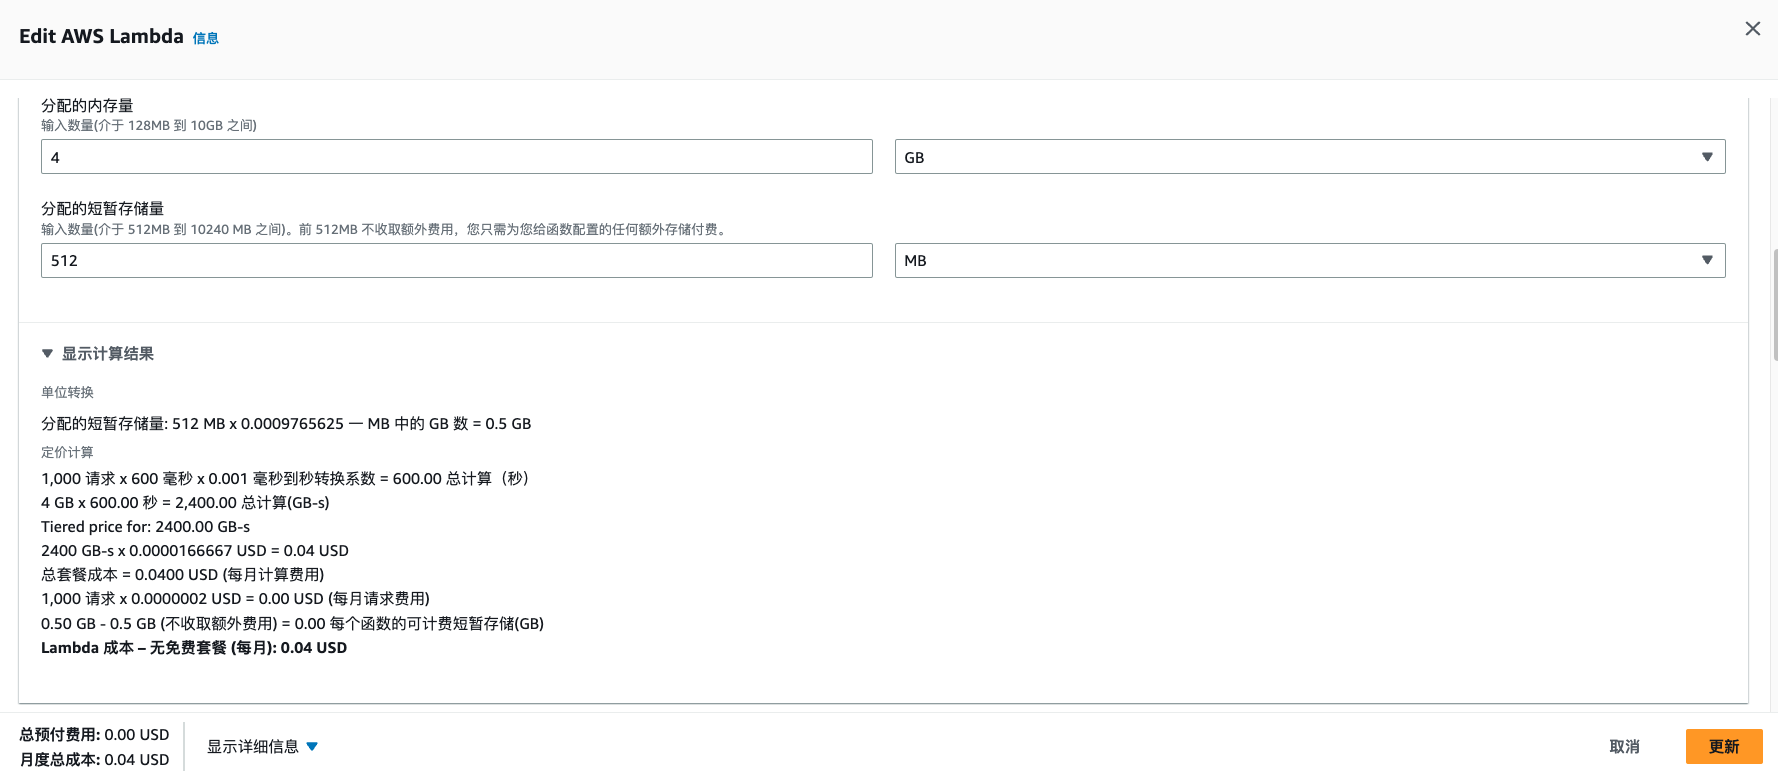 Edit AWS Lambda 信息
分配的内存量
输入数量(介于 128MB 到 10GB 之间)
4
GB
分配的短暂存储量
输入数量(介于 512MB 到 10240 MB 之间)。前 512MB 不收取额外费用，您只需为您给函数配置的任何额外存储付费。
512
MB
显示计算结果
单位转换
分配的短暂存储量: 512 MB x 0.0009765625 — MB 中的 GB 数 = 0.5 GB
定价计算
1,000 请求 x 600 毫秒 x 0.001 毫秒到秒转换系数 = 600.00 总计算（秒）
4 GB x 600.00 秒 = 2,400.00 总计算(GB-s)
Tiered price for: 2400.00 GB-s
2400 GB-s x 0.0000166667 USD = 0.04 USD
总套餐成本 = 0.0400 USD (每月计算费用)
1,000 请求 x 0.0000002 USD = 0.00 USD (每月请求费用)
0.50 GB - 0.5 GB (不收取额外费用) = 0.00 每个函数的可计费短暂存储(GB)
Lambda 成本 – 无免费套餐 (每月): 0.04 USD
总预付费用: 0.00 USD
月度总成本: 0.04 USD
显示详细信息
取消
更新